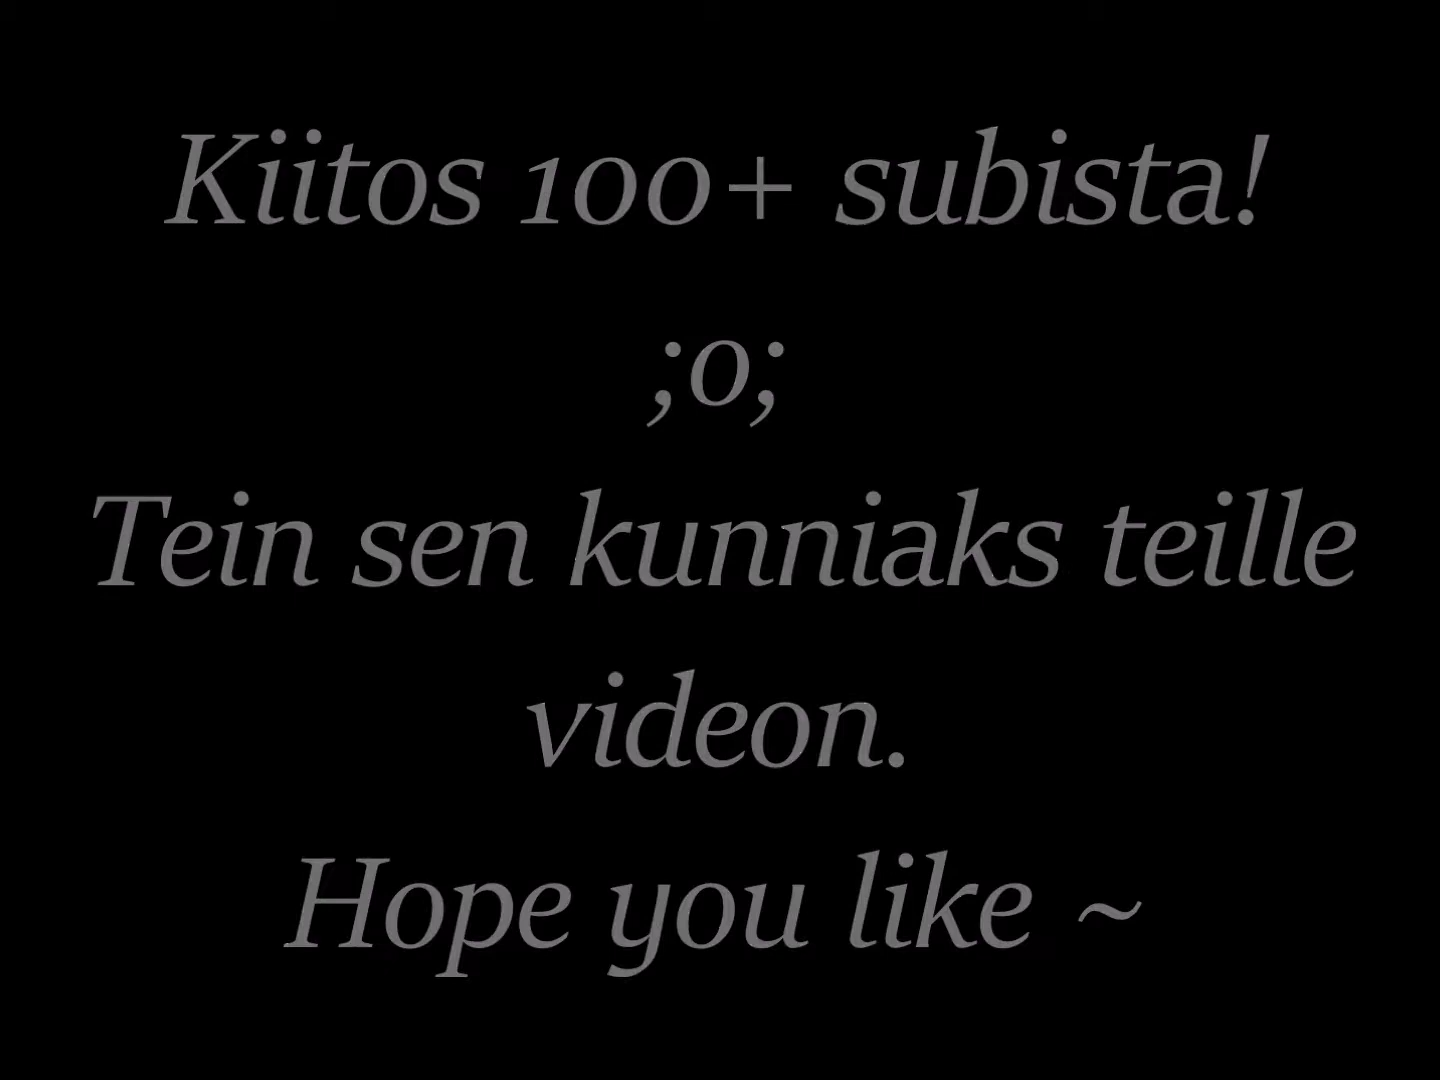 Kiitos 100+ subista!
;o;
Tein sen kunniaks teille
videon.
Hope you like ~